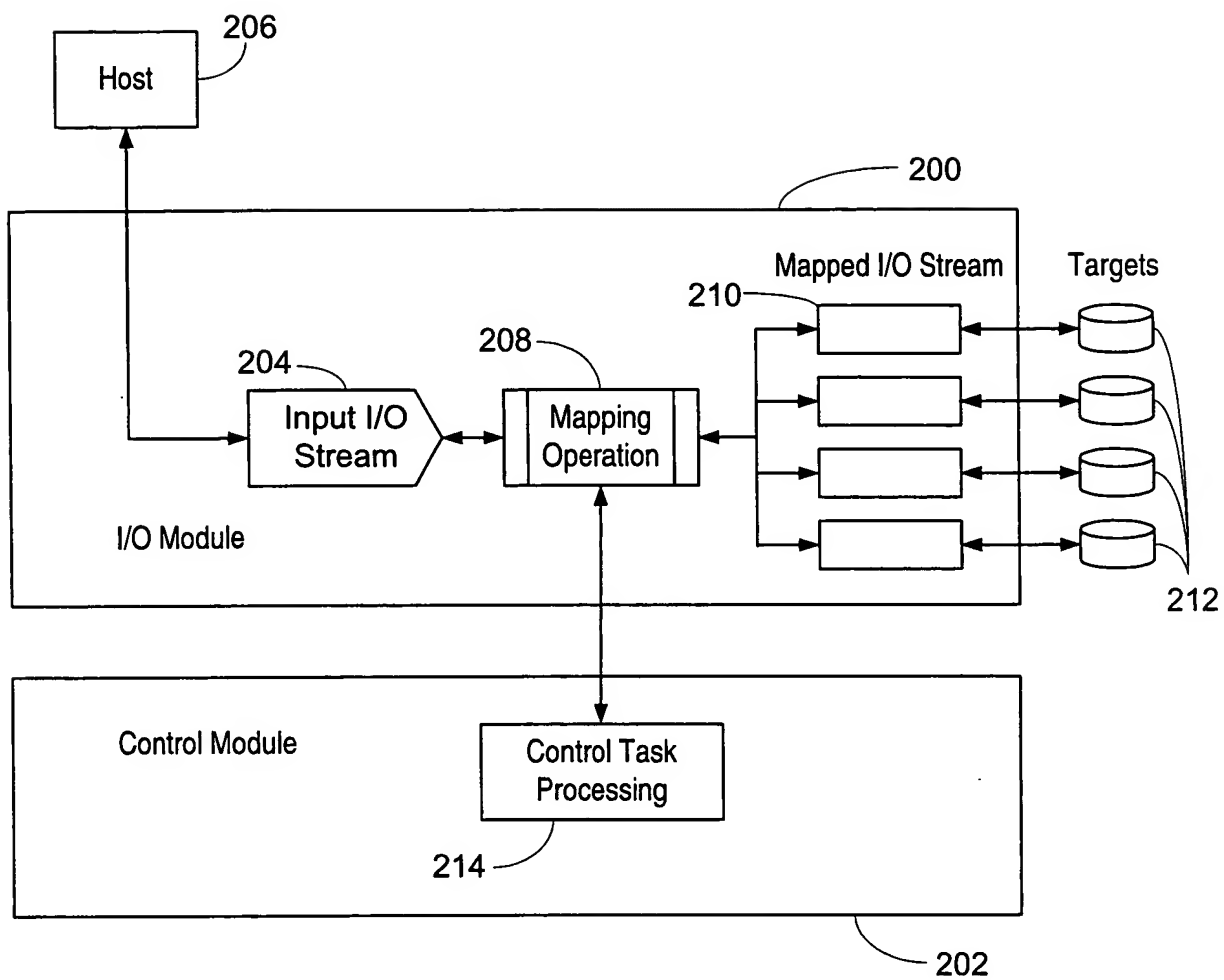 206
Host
200
Mapped I/O Stream
Targets
210
208
204
Input I/O
Stream
Mapping
Operation
I/O Module
212
Control Module
Control Task
Processing
214
202